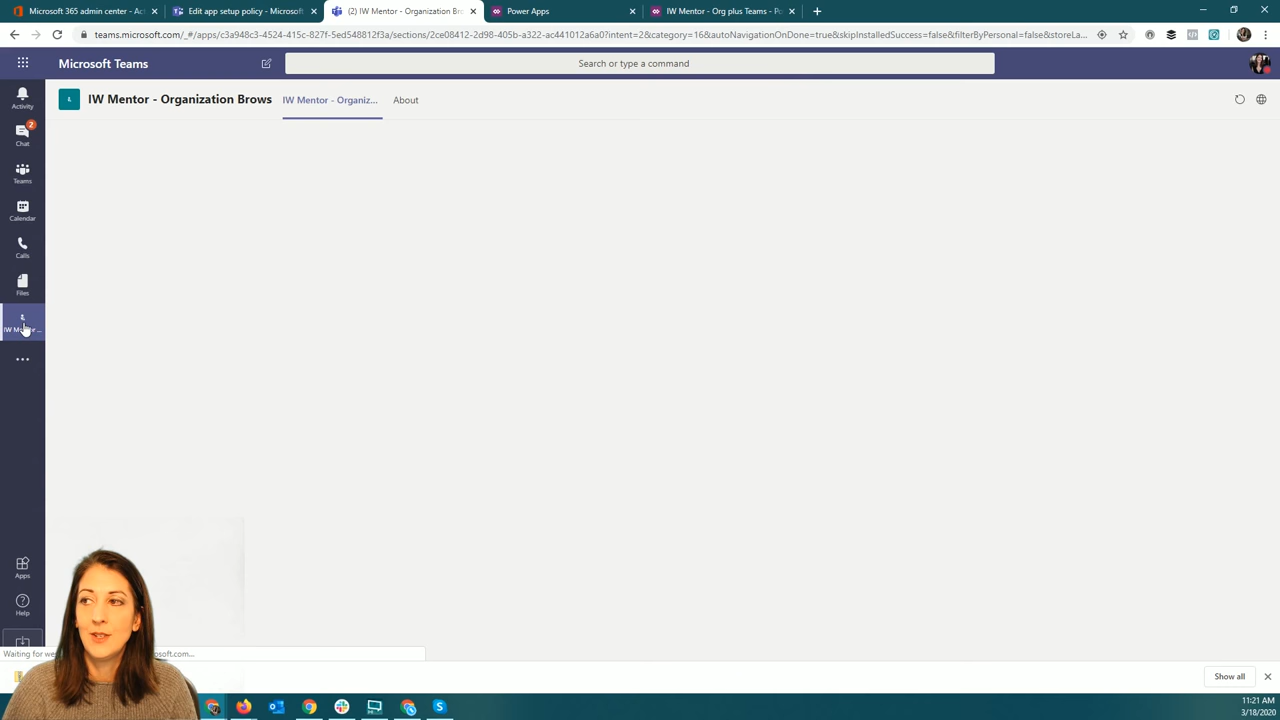 Microsoft 365 admin center - Ac
Edit app setup policy - Microsoft
(2) IW Mentor - Organization Bro
Power Apps
IW Mentor - Org plus Teams - Po
teams.microsoft.com/_#/apps/c3a948c3-4524-415c-827f-5ed548812f3a/sections/2ce08412-2d98-405b-a322-ac441012a6a0?intent=2&category=16&autoNavigationOnDone=true&skipInstalledSuccess=false&filterByPersonal=false&storeLa...
Microsoft Teams
Search or type a command
IW Mentor - Organization Brows
IW Mentor - Organiz...
About
Activity
2
Chat
Teams
Calendar
Calls
Files
Apps
Help
Waiting for
Show all
11:21 AM
3/18/2020